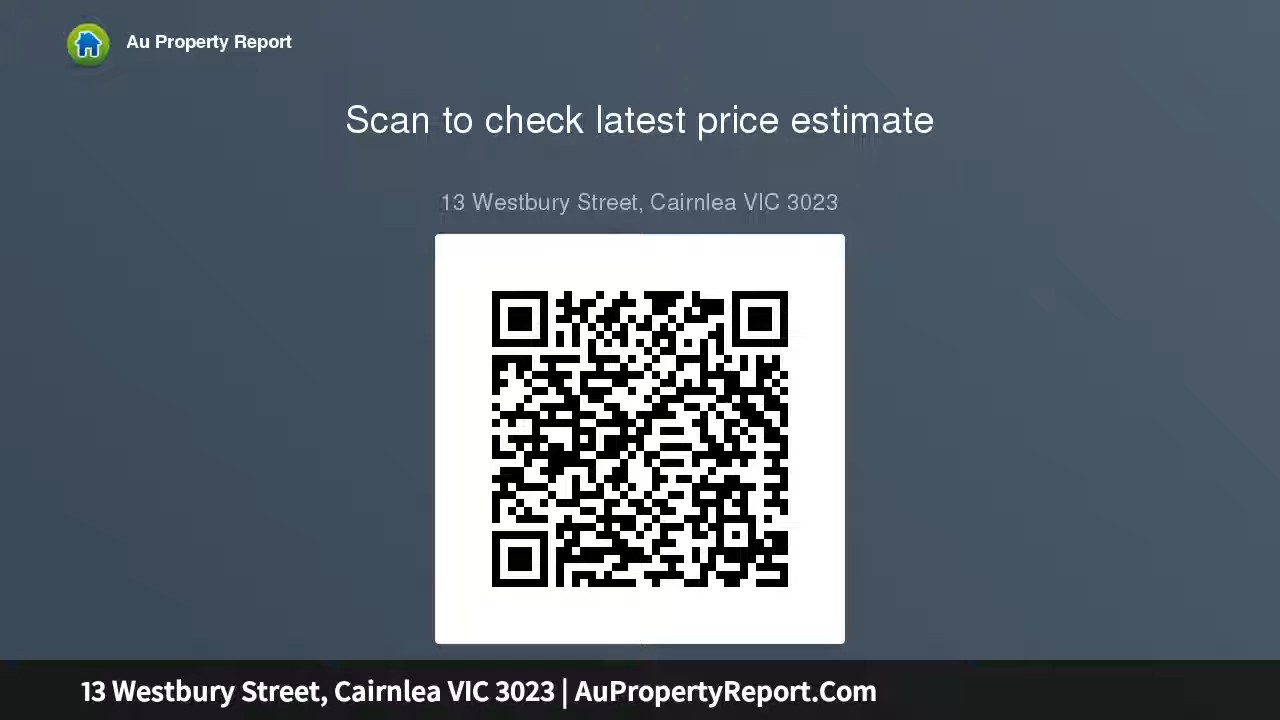 Au Property Report
Scan to check latest price estimate
13 Westbury Street, Cairnlea VIC 3023
13 Westbury Street, Cairnlea VIC 3023 | AuPropertyReport.Com